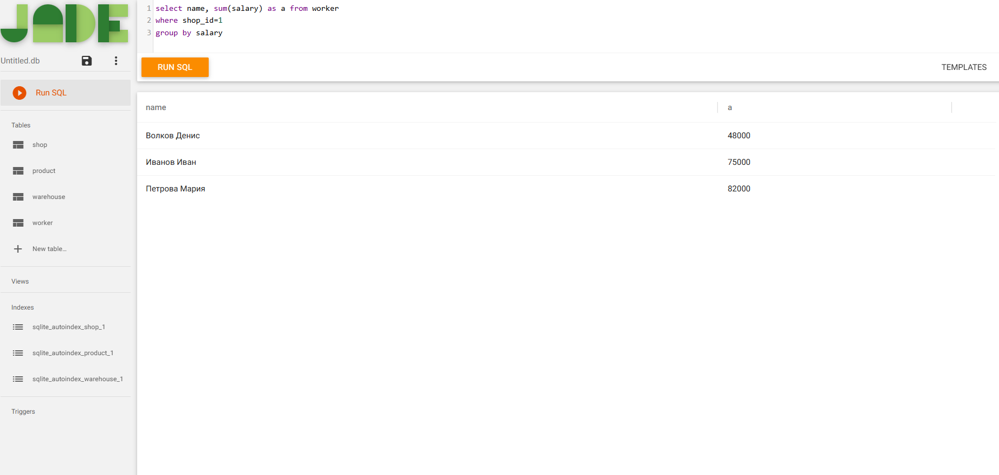 JADE
Untitled.db
Run SQL
Tables
shop
product
warehouse
worker
New table...
Views
Indexes
sqlite_autoindex_shop_1
sqlite_autoindex_product_1
sqlite_autoindex_warehouse_1
Triggers
1 select name, sum(salary) as a from worker
2 where shop_id=1
3 group by salary
RUN SQL
TEMPLATES
name a
Волков Денис 48000
Иванов Иван 75000
Петрова Мария 82000